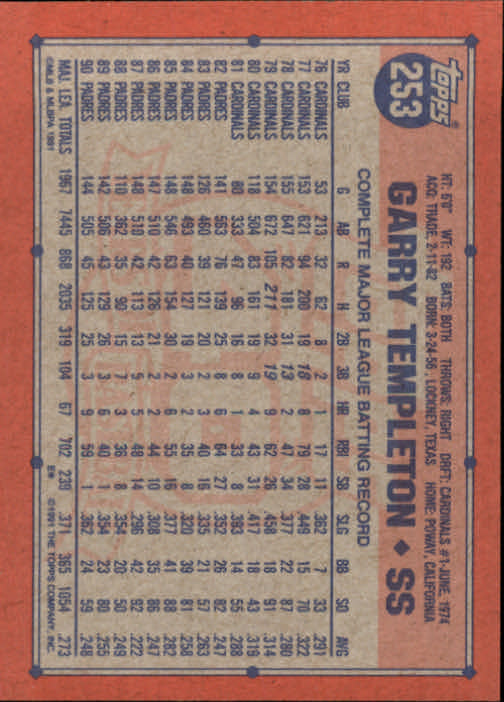 TOPPS®
253
GARRY TEMPLETON ◆ SS
HT: 6'0" WT: 192 BATS: BOTH THROWS: RIGHT DRFT: CARDINALS #1-JUNE, 1974
ACQ: TRADE 2-11-82 BORN: 3-24-56, LOCKNEY, TEXAS HOME: POWAY, CALIFORNIA
COMPLETE MAJOR LEAGUE BATTING RECORD
YR CLUB G AB R H 2B 3B HR RBI SB SLG BB SO AVG
76 CARDINALS 53 213 32 62 8 2 1 17 11 .362 7 33 .291
77 CARDINALS 153 621 94 200 18 18 8 79 28 .449 15 70 .322
78 CARDINALS 155 647 82 181 31 13 2 47 34 .377 22 87 .280
79 CARDINALS 154 672 105 211 32 19 9 62 26 .458 18 91 .314
80 CARDINALS 118 504 83 161 19 9 4 43 31 .417 18 43 .319
81 CARDINALS 80 333 47 96 16 8 1 33 8 .393 14 55 .288
82 PADRES 141 563 76 139 25 8 6 64 27 .352 26 82 .247
83 PADRES 126 460 39 121 20 2 3 40 16 .335 21 57 .263
84 PADRES 148 493 40 127 19 3 2 35 8 .320 39 81 .258
85 PADRES 148 546 63 154 30 2 6 55 16 .377 41 88 .282
86 PADRES 147 510 42 126 21 2 2 44 10 .308 35 86 .247
87 PADRES 148 510 42 113 13 5 5 48 14 .296 42 92 .222
88 PADRES 110 362 35 90 15 7 3 36 8 .354 20 50 .249
89 PADRES 142 506 43 129 26 3 6 40 1 .354 23 80 .255
90 PADRES 144 505 45 125 25 3 9 59 1 .362 24 59 .248
MAJ. LEA. TOTALS 1967 7445 868 2035 319 104 67 702 239 .371 365 1054 .273
©MLB & MLBPA 1991
E* ©1991 THE TOPPS COMPANY, INC.